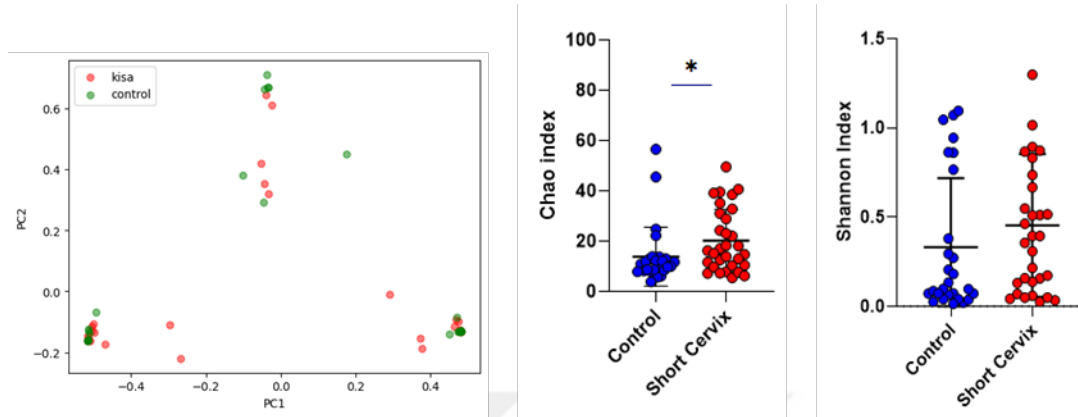 kisa
control
PC2
0.6
0.4
0.2
0.0
−0.2
−0.4
−0.2
0.0
0.2
0.4
PC1
Chao index
100
80
60
40
20
0
*
Control
Short Cervix
Shannon Index
1.5
1.0
0.5
0.0
Control
Short Cervix